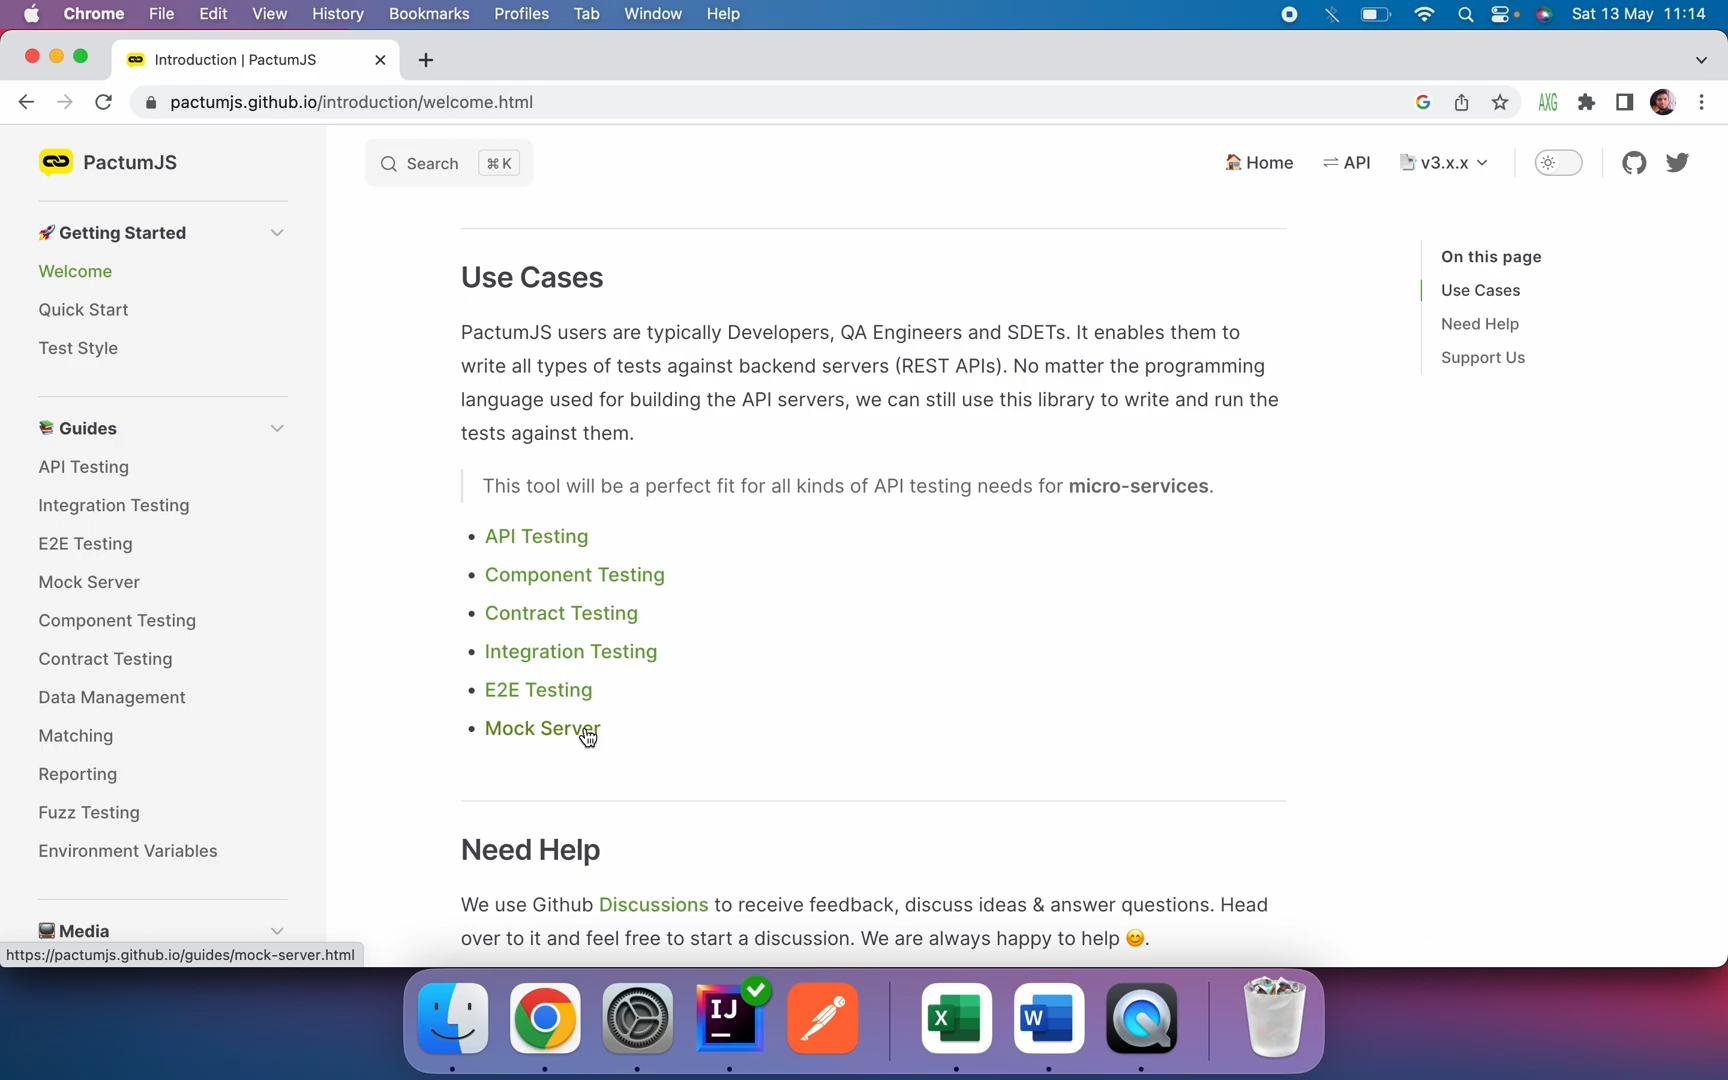 Chrome File Edit View History Bookmarks Profiles Tab Window Help Sat 13 May 11:14
Introduction | PactumJS
pactumjs.github.io/introduction/welcome.html
AXG
PactumJS
Search ⌘ K
Home
API
v3.x.x
🚀 Getting Started
Welcome
Quick Start
Test Style
📚 Guides
API Testing
Integration Testing
E2E Testing
Mock Server
Component Testing
Contract Testing
Data Management
Matching
Reporting
Fuzz Testing
Environment Variables
Media
https://pactumjs.github.io/guides/mock-server.html
Use Cases
PactumJS users are typically Developers, QA Engineers and SDETs. It enables them to
write all types of tests against backend servers (REST APIs). No matter the programming
language used for building the API servers, we can still use this library to write and run the
tests against them.
This tool will be a perfect fit for all kinds of API testing needs for micro-services.
• API Testing
• Component Testing
• Contract Testing
• Integration Testing
• E2E Testing
• Mock Server
Need Help
We use Github Discussions to receive feedback, discuss ideas & answer questions. Head
over to it and feel free to start a discussion. We are always happy to help 😊.
On this page
Use Cases
Need Help
Support Us
IJ
X
W